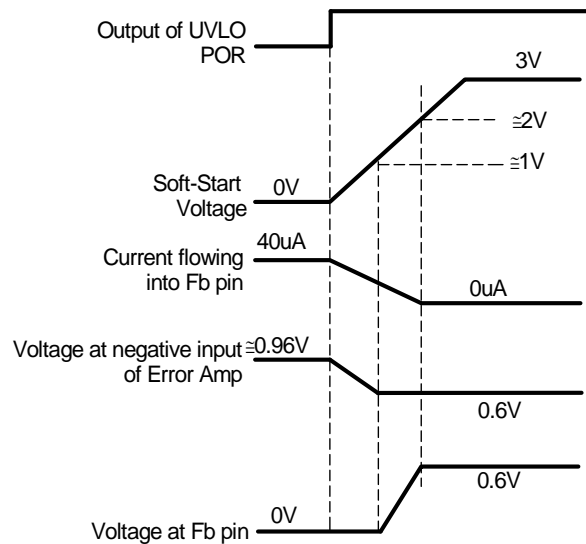 Output of UVLO
POR
3V
≅2V
≅1V
Soft-Start
Voltage
0V
40uA
Current flowing
into Fb pin
0uA
Voltage at negative input
of Error Amp
≅0.96V
0.6V
0V
Voltage at Fb pin
0.6V